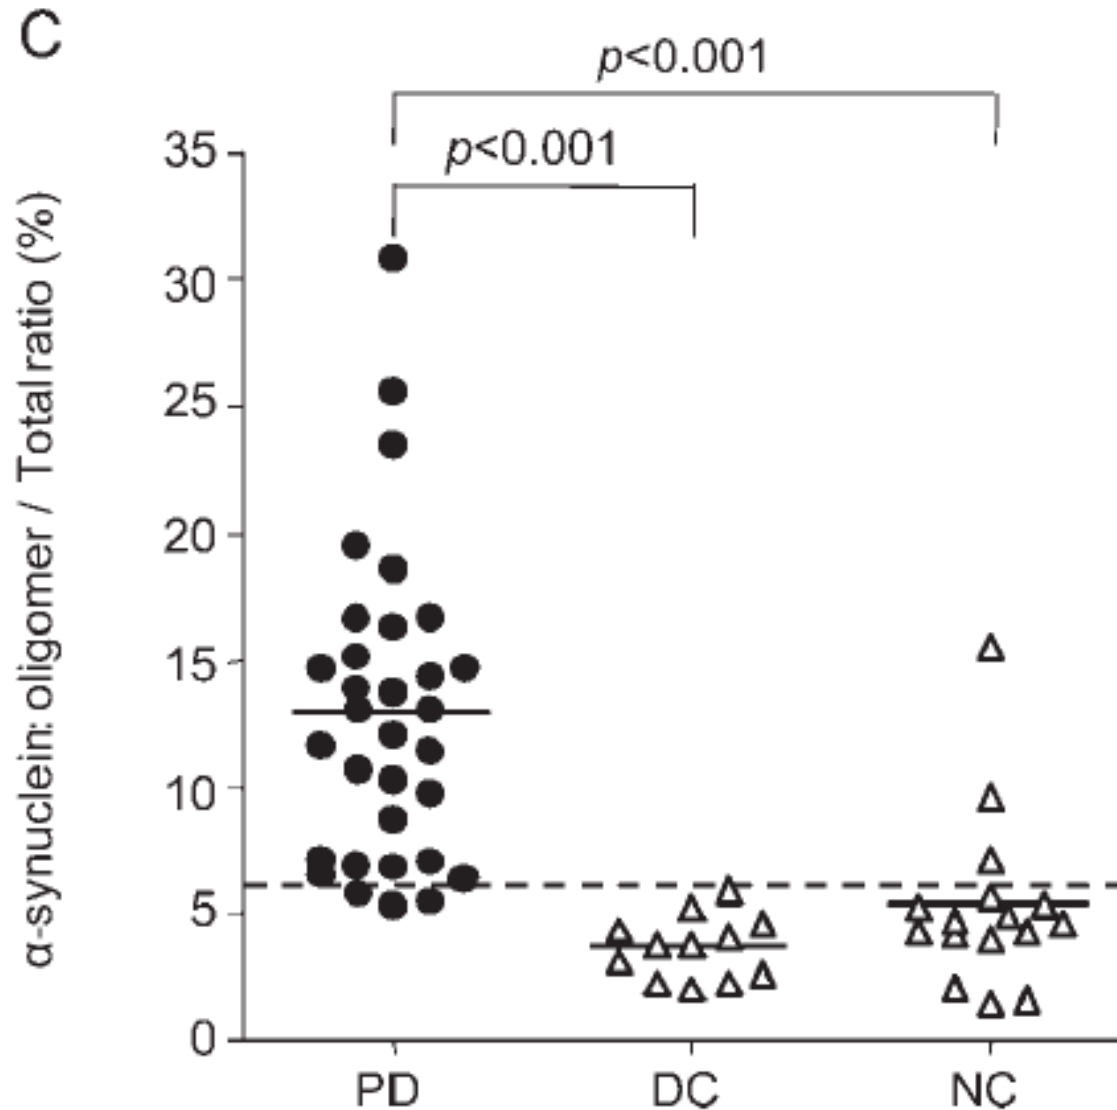 C
p<0.001
p<0.001
α-synuclein: oligomer / Total ratio (%)
35
30
25
20
15
10
5
0
PD DC NC